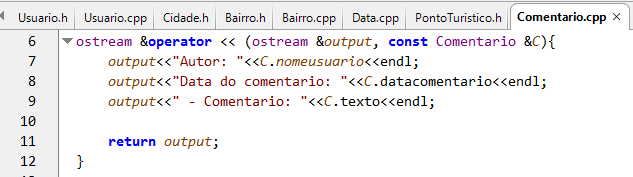 Usuario.h Usuario.cpp Cidade.h Bairro.h Bairro.cpp Data.cpp PontoTuristico.h Comentario.cpp ×
6 ostream &operator << (ostream &output, const Comentario &C){
7 output<<"Autor: "<<C.nomeusuario<<endl;
8 output<<"Data do comentario: "<<C.datacomentario<<endl;
9 output<<" - Comentario: "<<C.texto<<endl;
10
11 return output;
12 }